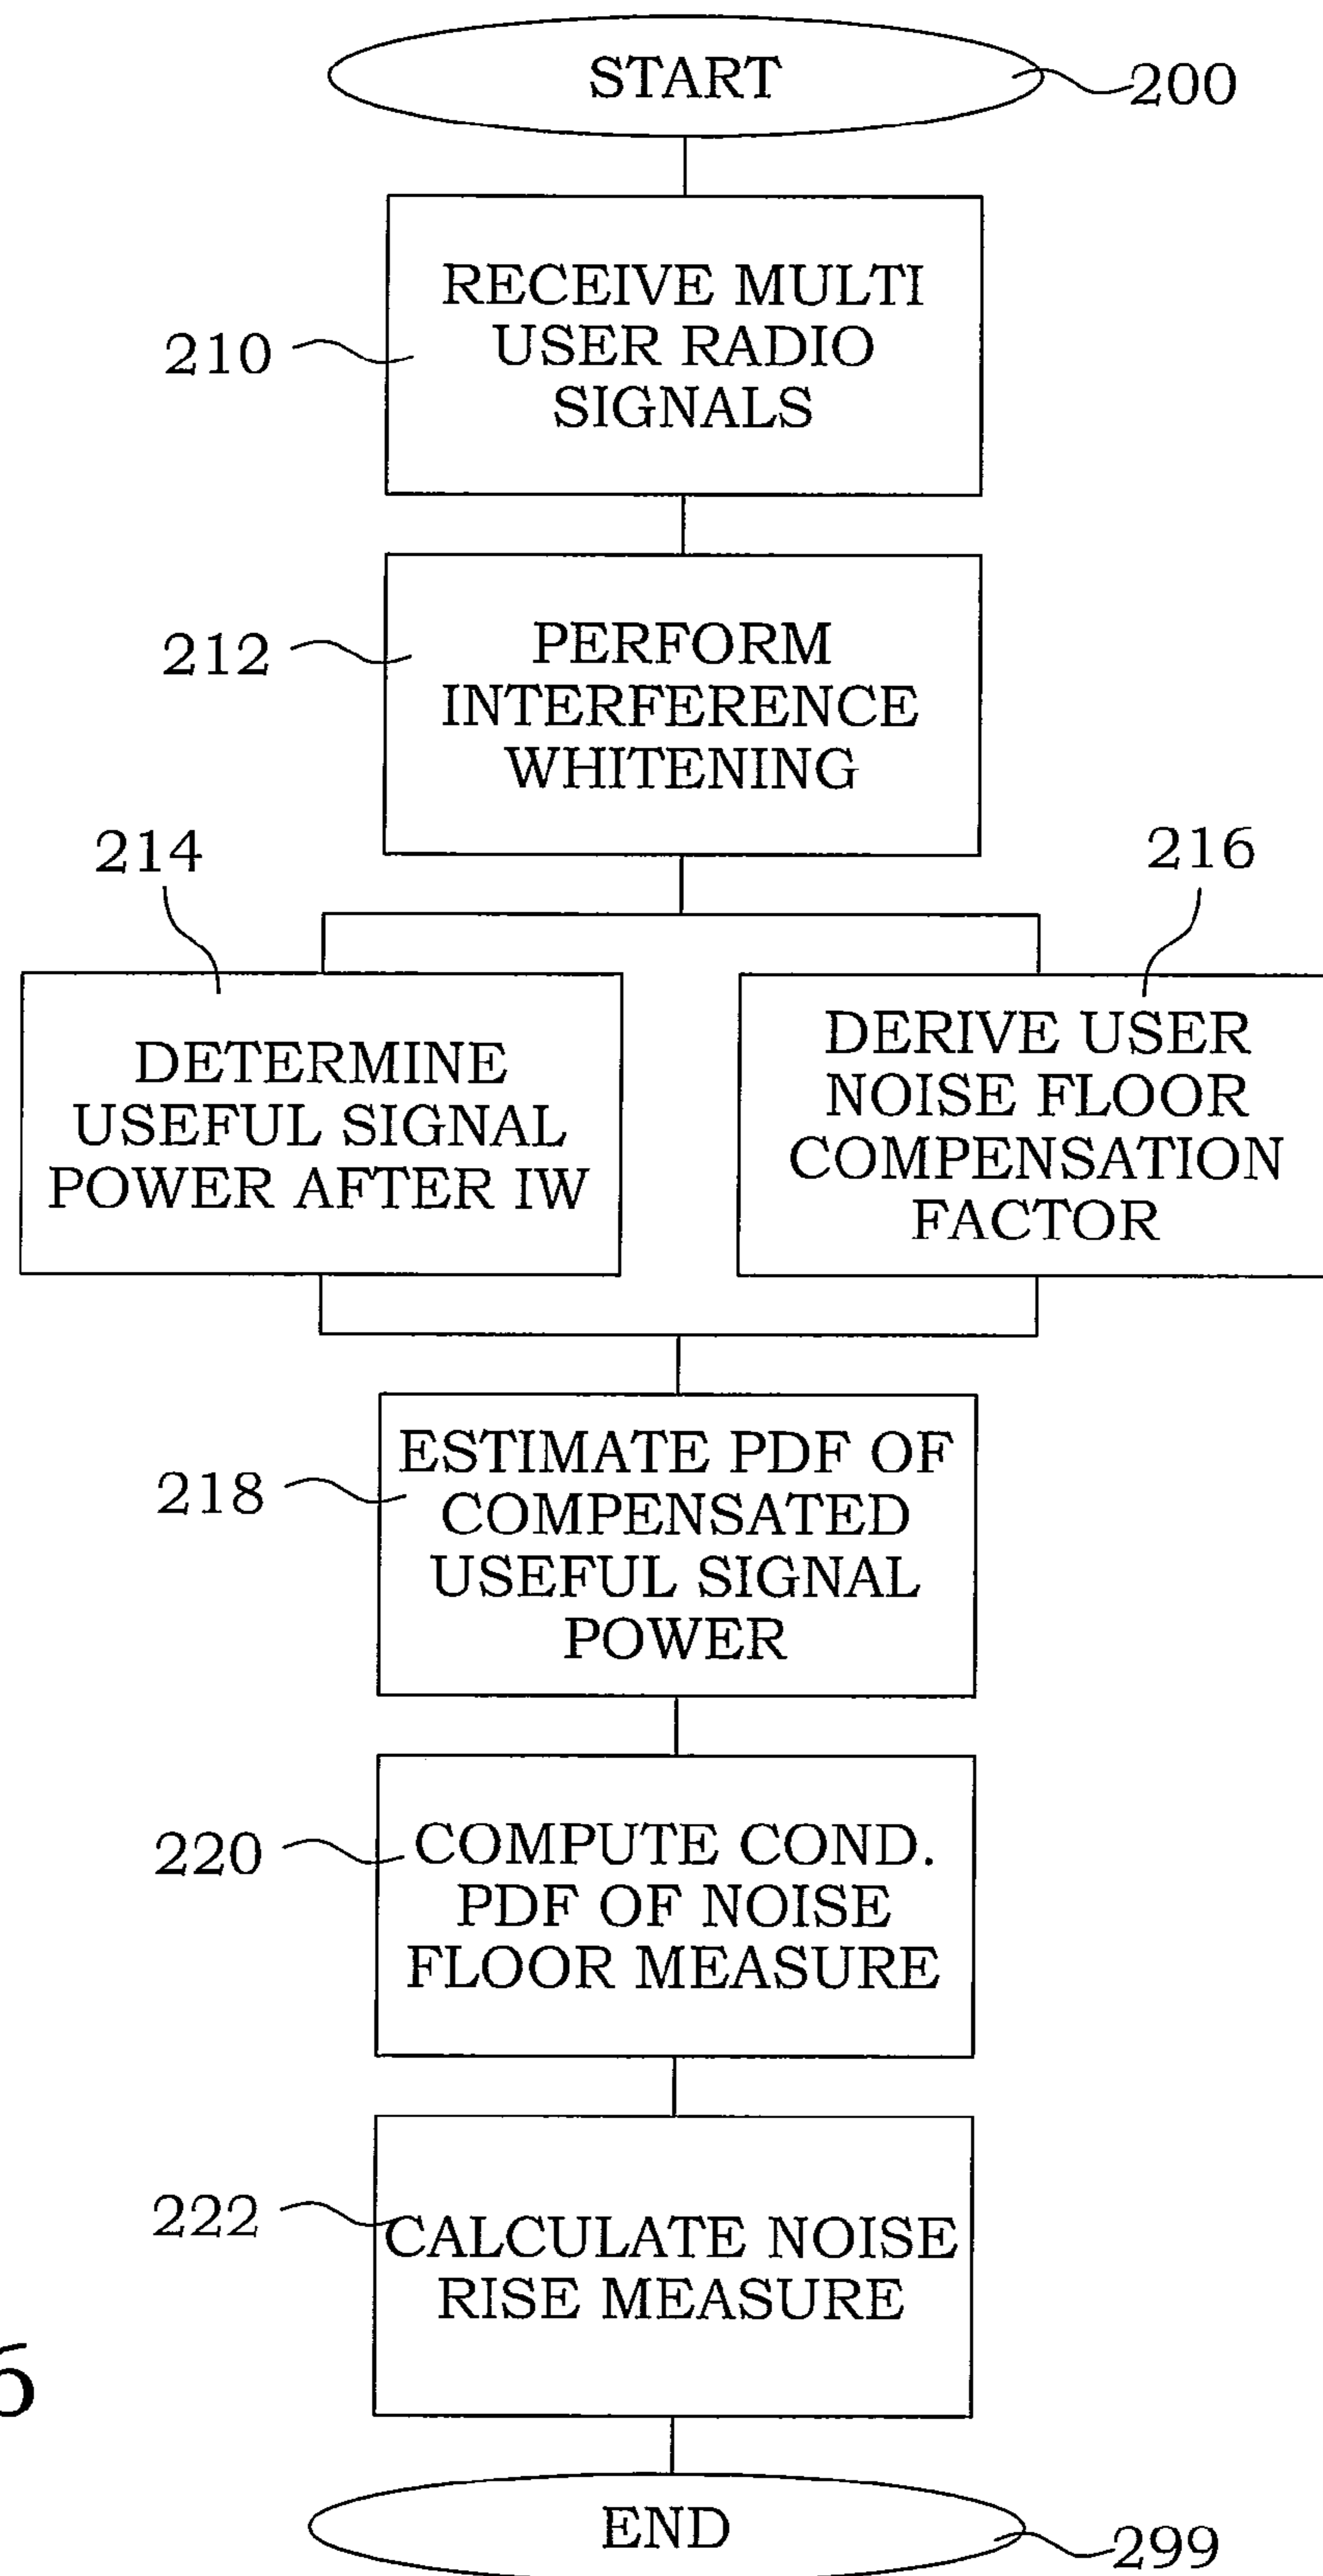 START
200
RECEIVE MULTI
USER RADIO
SIGNALS
210
PERFORM
INTERFERENCE
WHITENING
212
214
216
DETERMINE
USEFUL SIGNAL
POWER AFTER IW
DERIVE USER
NOISE FLOOR
COMPENSATION
FACTOR
ESTIMATE PDF OF
COMPENSATED
USEFUL SIGNAL
POWER
218
COMPUTE COND.
PDF OF NOISE
FLOOR MEASURE
220
CALCULATE NOISE
RISE MEASURE
222
END
299